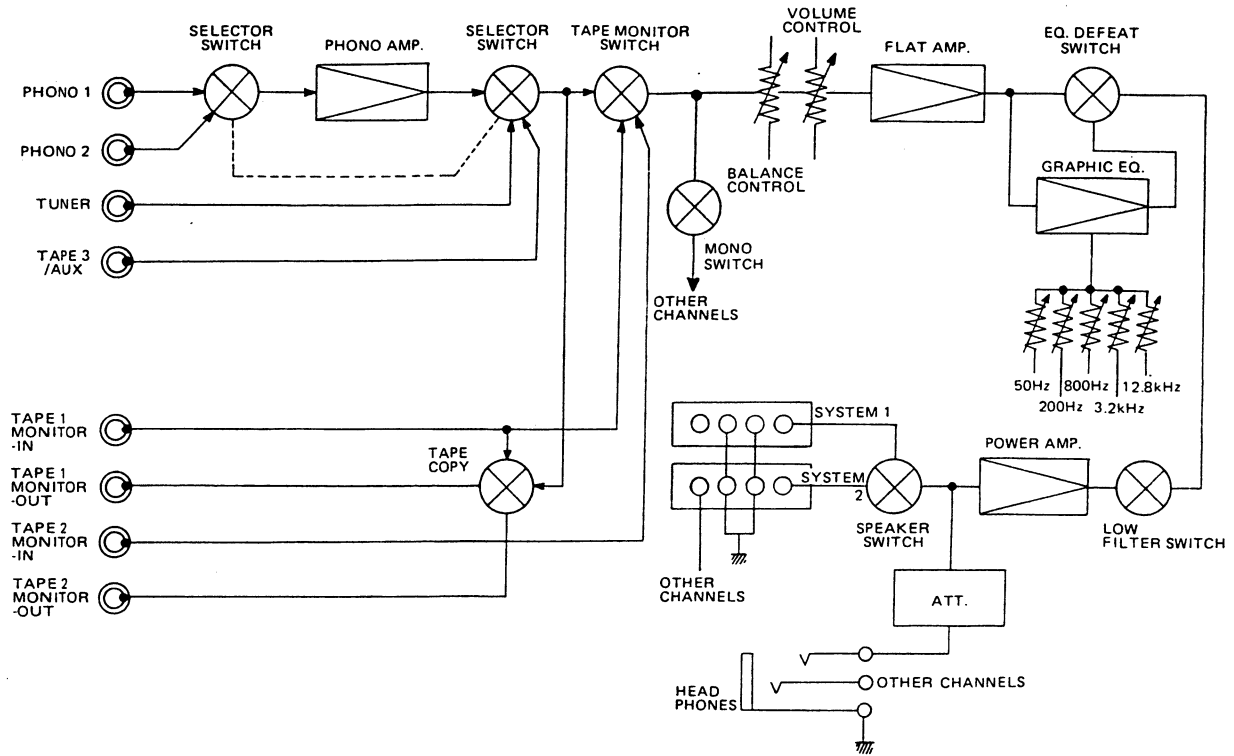 SELECTOR
SWITCH
PHONO AMP.
SELECTOR
SWITCH
TAPE MONITOR
SWITCH
VOLUME
CONTROL
FLAT AMP.
EQ. DEFEAT
SWITCH
PHONO 1
PHONO 2
TUNER
TAPE 3
/AUX
BALANCE
CONTROL
GRAPHIC EQ.
MONO
SWITCH
OTHER
CHANNELS
50Hz
800Hz
12.8kHz
200Hz
3.2kHz
TAPE 1
MONITOR
-IN
TAPE
COPY
TAPE 1
MONITOR
-OUT
TAPE 2
MONITOR
-IN
TAPE 2
MONITOR
-OUT
SYSTEM 1
SYSTEM
2
SPEAKER
SWITCH
POWER AMP.
LOW
FILTER SWITCH
OTHER
CHANNELS
ATT.
HEAD
PHONES
OTHER CHANNELS